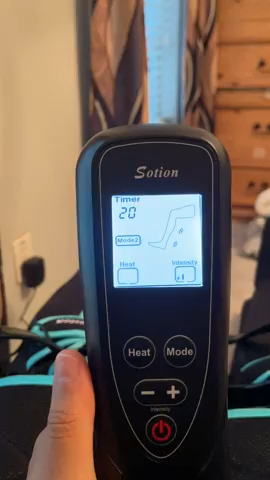 Sotion
Timer
20
Mode2
Heat Intensity
Heat Mode
− +
Intensity